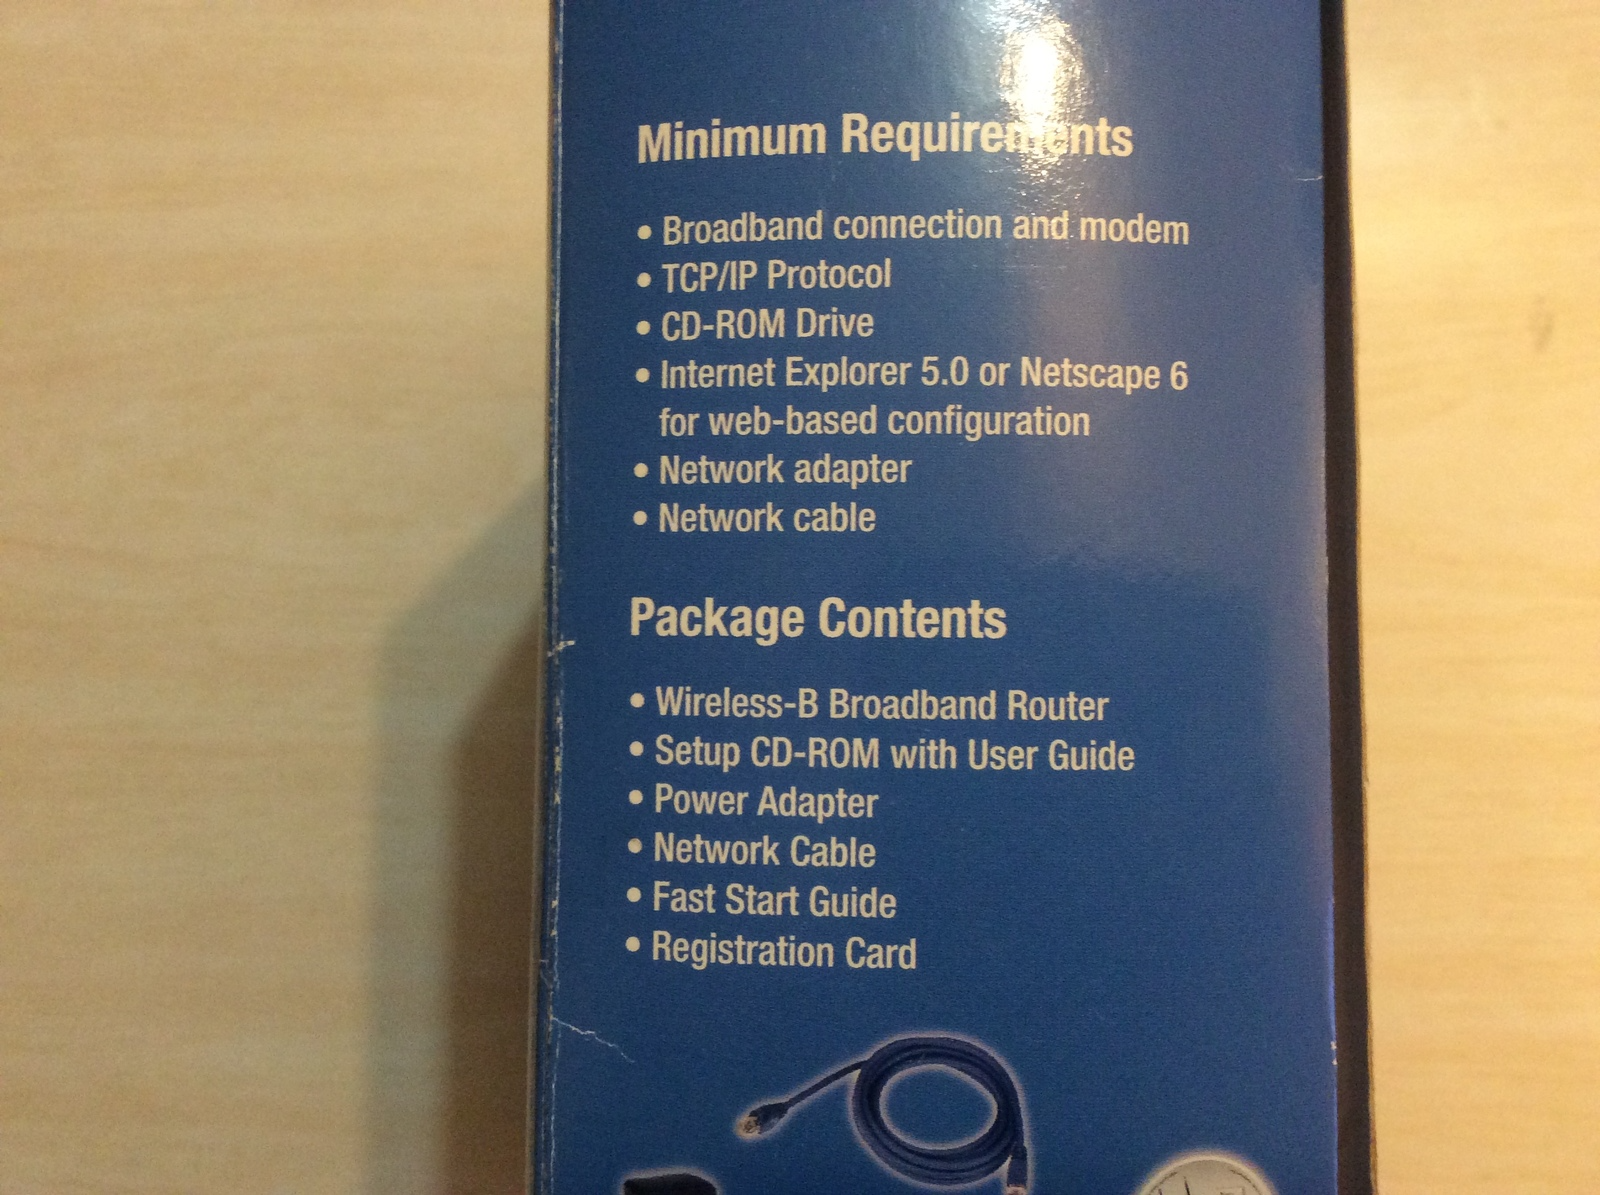 Minimum Requirements
• Broadband connection and modem
• TCP/IP Protocol
• CD-ROM Drive
• Internet Explorer 5.0 or Netscape 6
for web-based configuration
• Network adapter
• Network cable
Package Contents
• Wireless-B Broadband Router
• Setup CD-ROM with User Guide
• Power Adapter
• Network Cable
• Fast Start Guide
• Registration Card